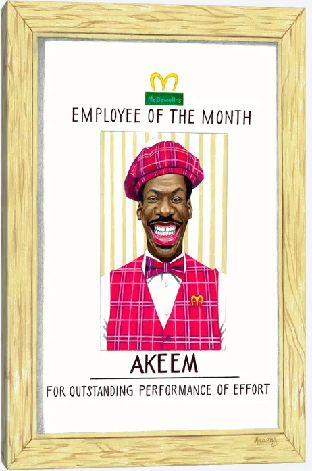 McDowell's
EMPLOYEE OF THE MONTH
AKEEM
FOR OUTSTANDING PERFORMANCE OF EFFORT